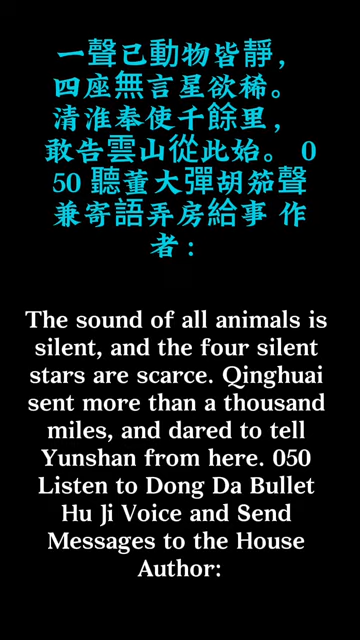 一聲已動物皆靜，
四座無言星欲稀。
清淮奉使千餘里，
敢告雲山從此始。 0
50 聽董大彈胡笳聲
兼寄語弄房給事 作
者：
The sound of all animals is
silent, and the four silent
stars are scarce. Qinghuai
sent more than a thousand
miles, and dared to tell
Yunshan from here. 050
Listen to Dong Da Bullet
Hu Ji Voice and Send
Messages to the House
Author: